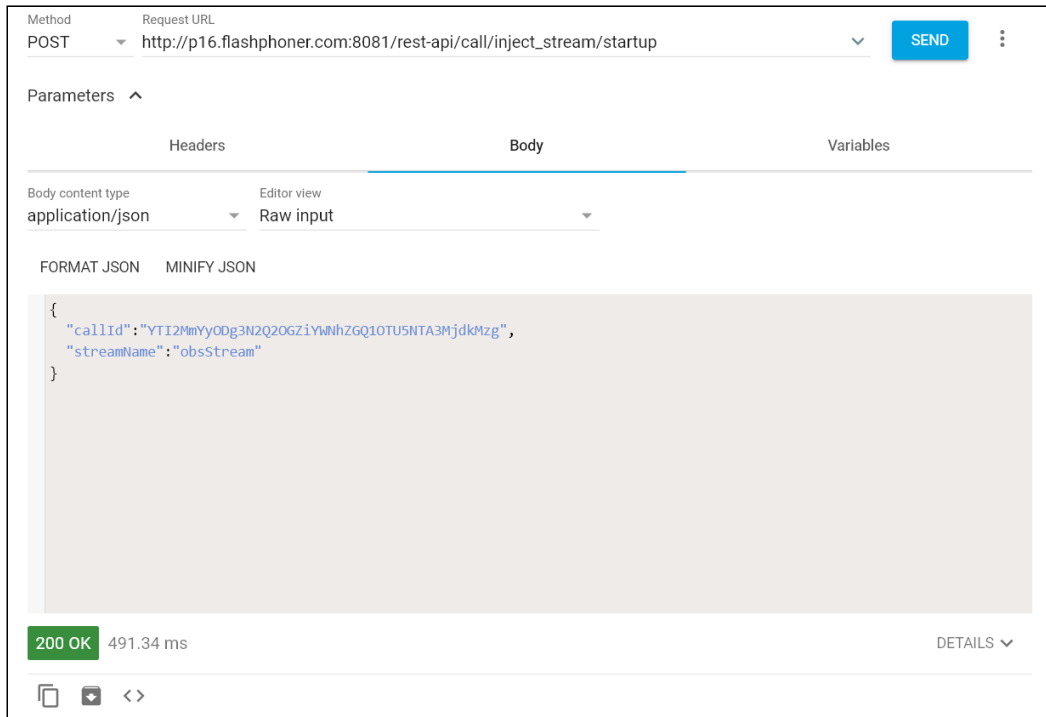 Method Request URL
POST http://p16.flashphoner.com:8081/rest-api/call/inject_stream/startup SEND
Parameters
Headers Body Variables
Body content type Editor view
application/json Raw input
FORMAT JSON MINIFY JSON
{
"callId":"YTI2MmYyODg3N2Q2OGZiYWNhZGQ1OTU5NTA3MjdkMzg",
"streamName":"obsStream"
}
200 OK 491.34 ms DETAILS